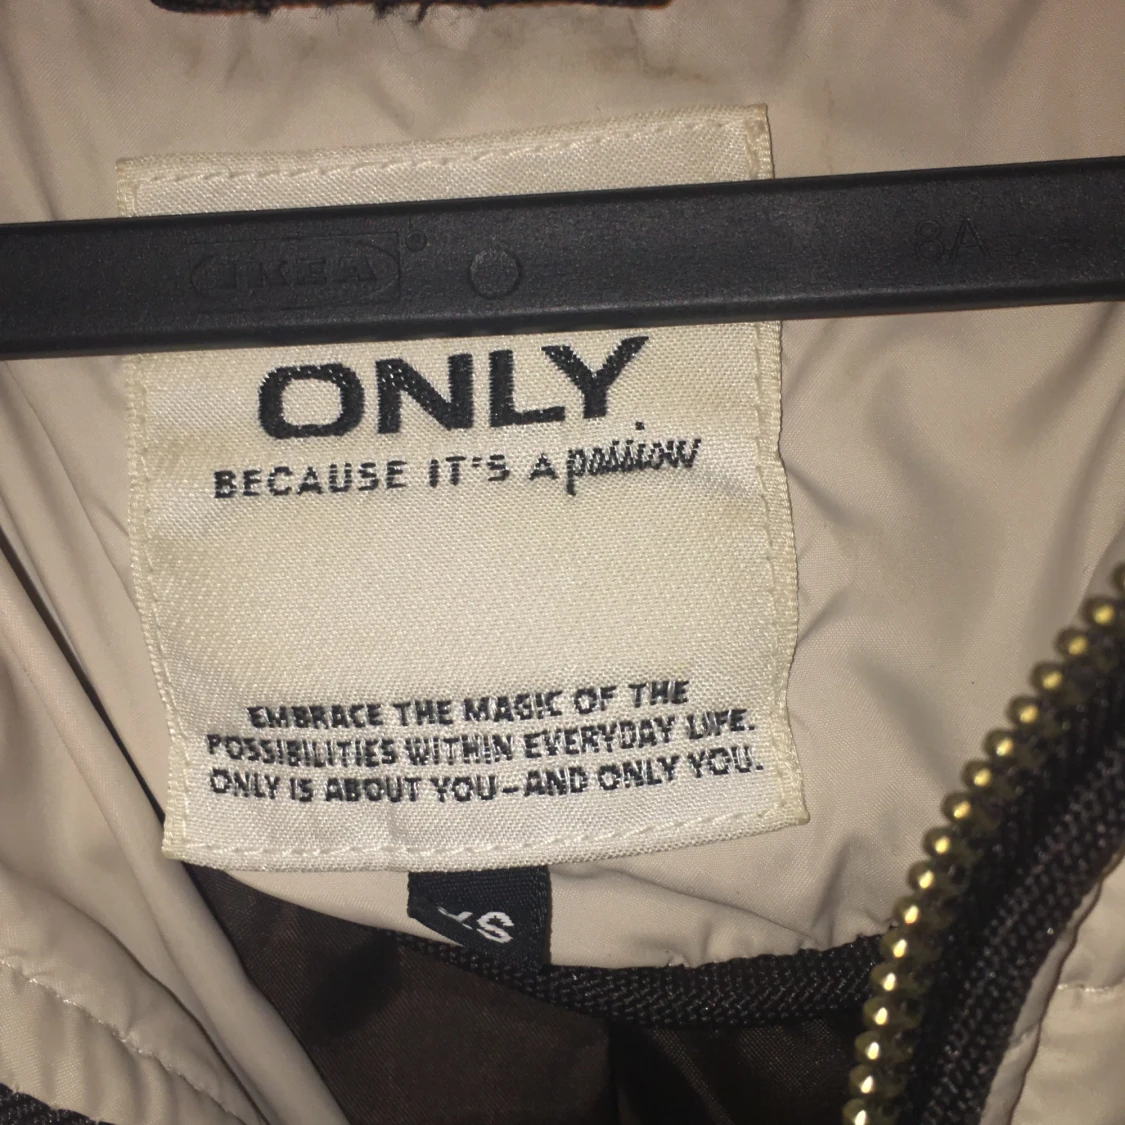 IKEA
8A
ONLY.
BECAUSE IT'S A passion
EMBRACE THE MAGIC OF THE
POSSIBILITIES WITHIN EVERYDAY LIFE.
ONLY IS ABOUT YOU–AND ONLY YOU.
XS